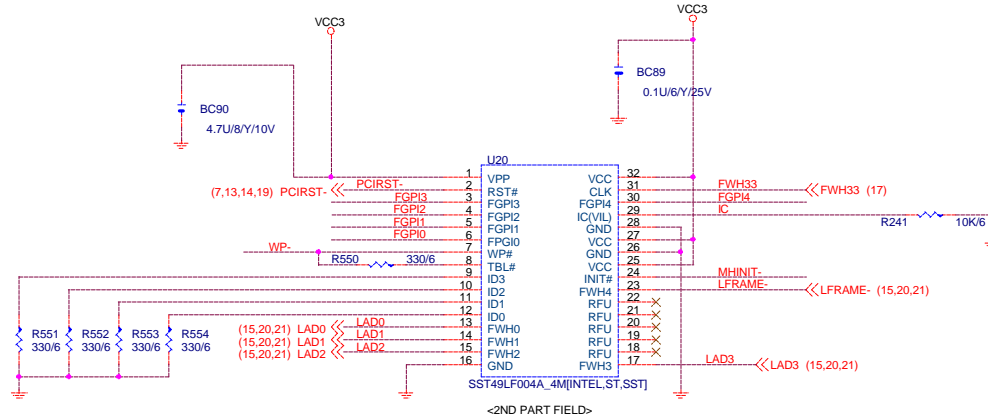 VCC3
VCC3
BC90
4.7U/8/Y/10V
BC89
0.1U/6/Y/25V
U20
(7,13,14,19) PCIRST-
PCIRST-
FGPI3
FGPI2
FGPI1
FGPI0
WP-
R550 330/6
1 VPP
2 RST#
3 FGPI3
4 FGPI2
5 FGPI1
6 FPGI0
7 WP#
8 TBL#
9 ID3
10 ID2
11 ID1
12 ID0
13 FWH0
14 FWH1
15 FWH2
16 GND
VCC 32
CLK 31
FGPI4 30
IC(VIL) 29
GND 28
VCC 27
GND 26
VCC 25
INIT# 24
FWH4 23
RFU 22
RFU 21
RFU 20
RFU 19
RFU 18
FWH3 17
FWH33
FWH33 (17)
FGPI4
IC
R241
10K/6
MHINIT-
LFRAME-
LFRAME- (15,20,21)
LAD3
LAD3 (15,20,21)
R551
330/6
R552
330/6
R553
330/6
R554
330/6
(15,20,21) LAD0
LAD0
(15,20,21) LAD1
LAD1
(15,20,21) LAD2
LAD2
SST49LF004A_4M[INTEL,ST,SST]
<2ND PART FIELD>